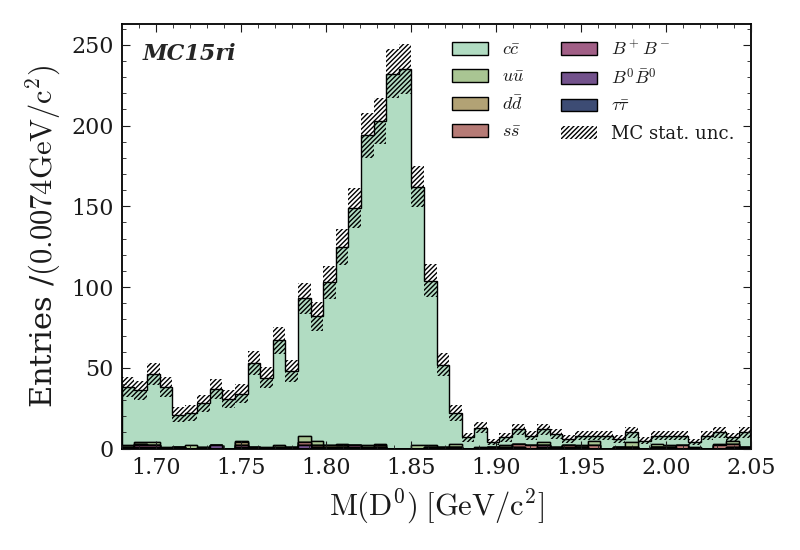 MC15ri
cc̄
uū
dd̄
ss̄
B⁺B⁻
B⁰B̄⁰
ττ̄
MC stat. unc.
Entries /(0.0074GeV/c²)
250
200
150
100
50
0
1.70 1.75 1.80 1.85 1.90 1.95 2.00 2.05
M(D⁰) [GeV/c²]